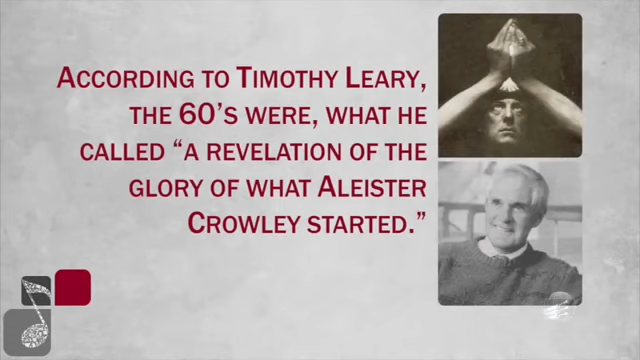 According to Timothy Leary,
the 60's were, what he
called “a revelation of the
glory of what Aleister
Crowley started.”